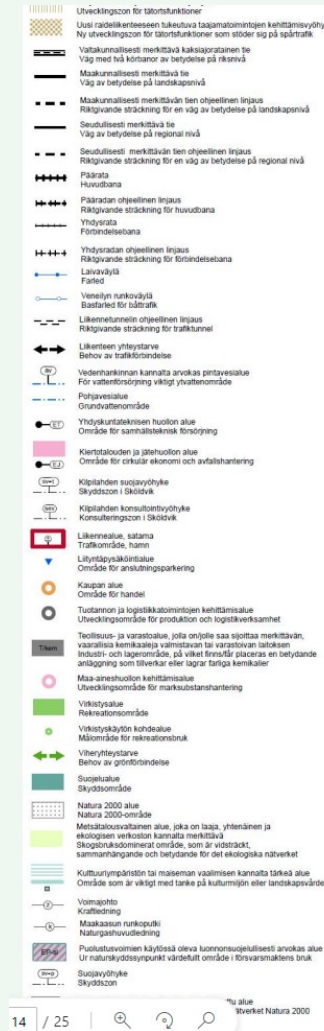 Utvecklingszon för tätortsfunktioner
Uusi raideliikenteeseen tukeutuva taajamatoimintojen kehittämisvyöhy
Ny utvecklingszon för tätortsfunktioner som stöder sig på spårtrafik
Valtakunnallisesti merkittävä kaksiajoratainen tie
Väg med två körbanor av betydelse på riksnivå
Maakunnallisesti merkittävä tie
Väg av betydelse på landskapsnivå
Maakunnallisesti merkittävän tien ohjeellinen linjaus
Riktgivande sträckning för en väg av betydelse på landskapsnivå
Seudullisesti merkittävä tie
Väg av betydelse på regional nivå
Seudullisesti merkittävän tien ohjeellinen linjaus
Riktgivande sträckning för en väg av betydelse på regional nivå
Päärata
Huvudbana
Pääradan ohjeellinen linjaus
Riktgivande sträckning för huvudbana
Yhdysrata
Förbindelsebana
Yhdysradan ohjeellinen linjaus
Riktgivande sträckning för förbindelsebana
Laivaväylä
Farled
Veneilyn runkoväylä
Basfarled för båttrafik
Liikennetunnelin ohjeellinen linjaus
Riktgivande sträckning för trafiktunnel
Liikenteen yhteystarve
Behov av trafikförbindelse
Vedenhankinnan kannalta arvokas pintavesialue
För vattenförsörjning viktigt ytvattenområde
Pohjavesialue
Grundvattenområde
ET
Yhdyskuntateknisen huollon alue
Område för samhällsteknisk försörjning
EJ
Kiertotalouden ja jätehuollon alue
Område för cirkulär ekonomi och avfallshantering
Kilpilahden suojavyöhyke
Skyddszon i Sköldvik
Kilpilahden konsultointivyöhyke
Konsulteringszon i Sköldvik
Liikennealue, satama
Trafikområde, hamn
Liityntäpysäköintialue
Område för anslutningsparkering
Kaupan alue
Område för handel
Tuotannon ja logistiikkatoimintojen kehittämisalue
Utvecklingsområde för produktion och logistikverksamhet
T/kem
Teollisuus- ja varastoalue, jolla on/jolle saa sijoittaa merkittävän,
vaarallisia kemikaaleja valmistavan tai varastoivan laitoksen
Industri- och lagerområde, på vilket finns/får placeras en betydande
anläggning som tillverkar eller lagrar farliga kemikalier
Maa-aineshuollon kehittämisalue
Utvecklingsområde för marksubstanshantering
Virkistysalue
Rekreationsområde
Virkistyskäytön kohdealue
Målområde för rekreationsbruk
Viheryhteystarve
Behov av grönförbindelse
Suojelualue
Skyddsområde
Natura 2000 alue
Natura 2000-område
Metsätalousvaltainen alue, joka on laaja, yhtenäinen ja
ekologisen verkoston kannalta merkittävä
Skogsbruksdominerat område, som är vidsträckt,
sammanhängande och betydande för det ekologiska nätverket
Kulttuuriympäristön tai maiseman vaalimisen kannalta tärkeä alue
Område som är viktigt med tanke på kulturmiljön eller landskapsvärde
Voimajohto
Kraftledning
Maakaasun runkoputki
Naturgashuvudledning
Puolustusvoimien käytössä oleva luonnonsuojelullisesti arvokas alue
Ur naturskyddssynpunkt värdefullt område i försvarsmaktens bruk
Suojavyöhyke
Skyddszon
ttu alue
ätverket Natura 2000
14 / 25